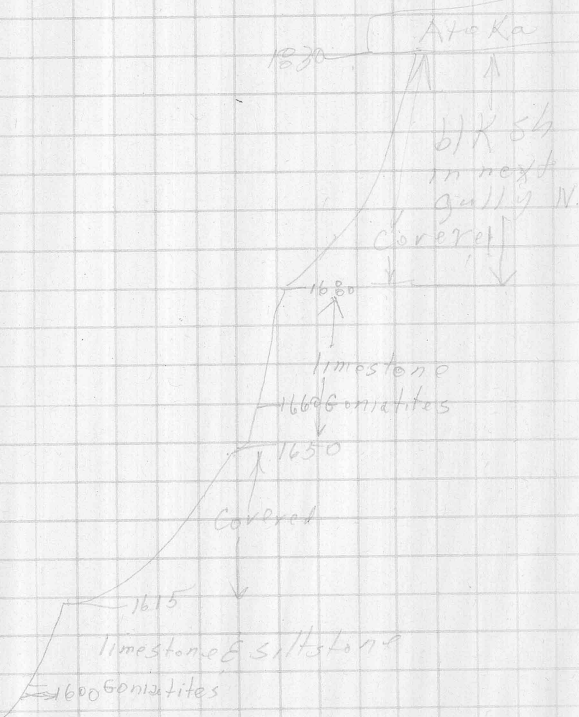 Atoka
1830
blk sh
in next
gully N.
Covered
1680
limestone
1660 Goniatites
1650
Covered
1615
limestone & siltstone
1600 Goniatites